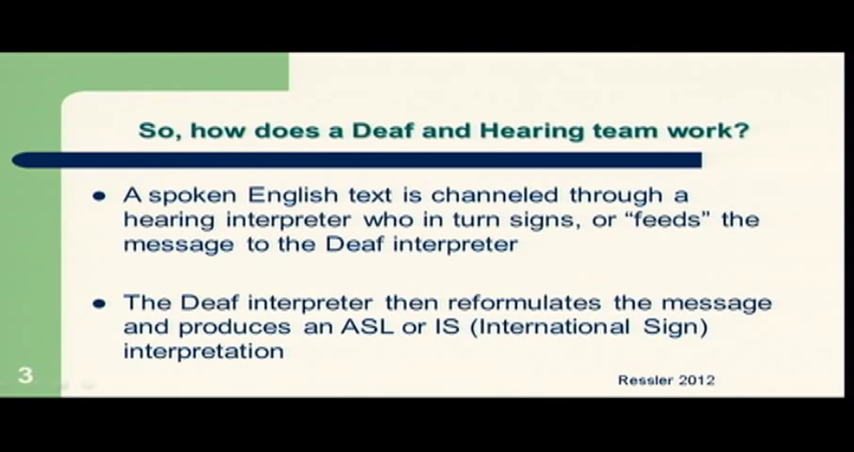 So, how does a Deaf and Hearing team work?
• A spoken English text is channeled through a
hearing interpreter who in turn signs, or “feeds” the
message to the Deaf interpreter
• The Deaf interpreter then reformulates the message
and produces an ASL or IS (International Sign)
interpretation
3
Ressler 2012